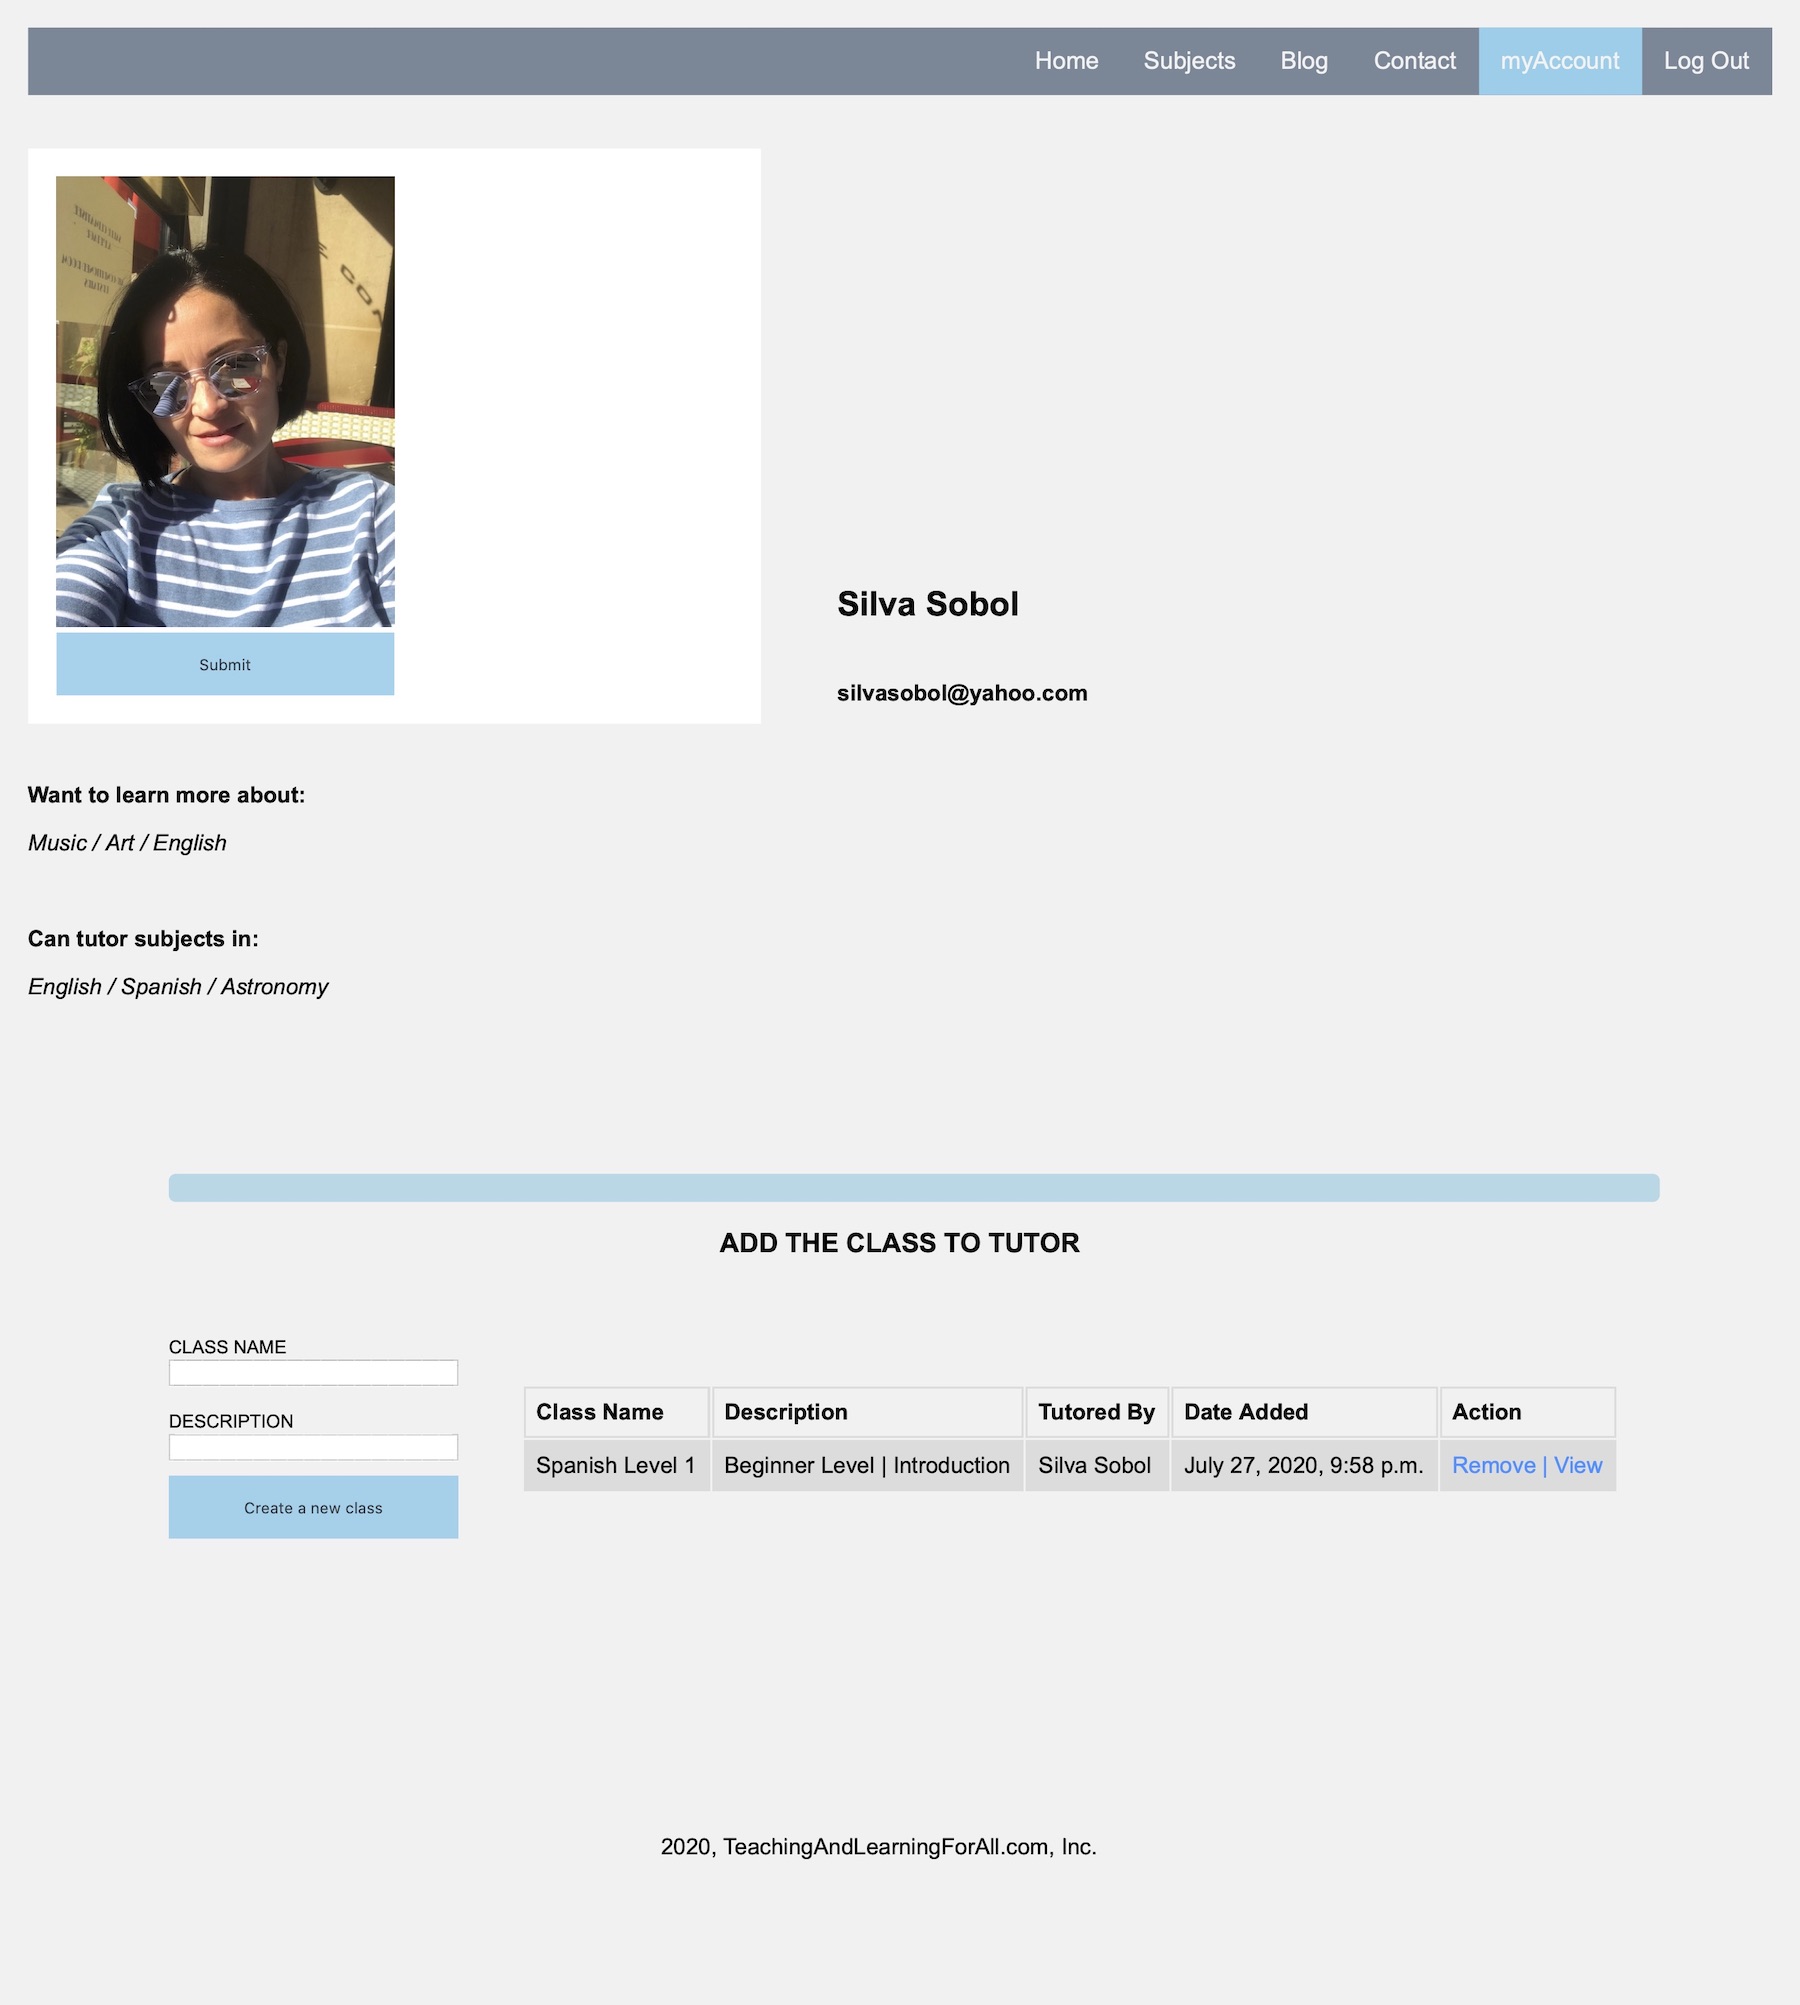 Home Subjects Blog Contact myAccount Log Out
CO
Submit
Silva Sobol
silvasobol@yahoo.com
Want to learn more about:
Music / Art / English
Can tutor subjects in:
English / Spanish / Astronomy
ADD THE CLASS TO TUTOR
CLASS NAME
DESCRIPTION
Create a new class
Class Name Description Tutored By Date Added Action
Spanish Level 1 Beginner Level | Introduction Silva Sobol July 27, 2020, 9:58 p.m. Remove | View
2020, TeachingAndLearningForAll.com, Inc.